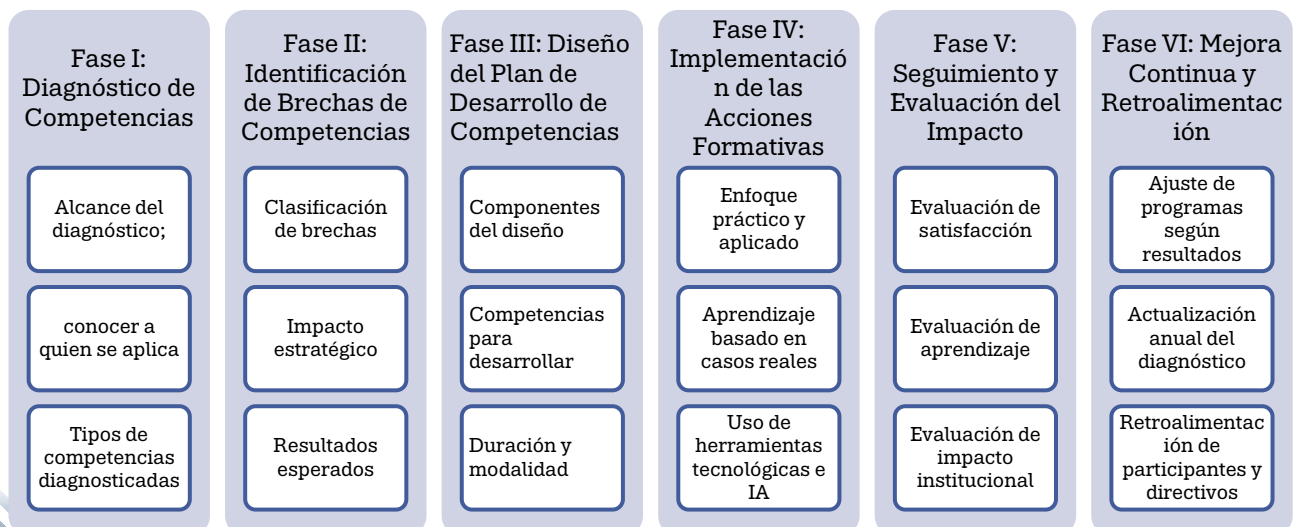 Fase I:
Diagnóstico de
Competencias
Alcance del
diagnóstico;
conocer a
quien se aplica
Tipos de
competencias
diagnosticadas
Fase II:
Identificación
de Brechas de
Competencias
Clasificación
de brechas
Impacto
estratégico
Resultados
esperados
Fase III: Diseño
del Plan de
Desarrollo de
Competencias
Componentes
del diseño
Competencias
para
desarrollar
Duración y
modalidad
Fase IV:
Implementació
n de las
Acciones
Formativas
Enfoque
práctico y
aplicado
Aprendizaje
basado en
casos reales
Uso de
herramientas
tecnológicas e
IA
Fase V:
Seguimiento y
Evaluación del
Impacto
Evaluación de
satisfacción
Evaluación de
aprendizaje
Evaluación de
impacto
institucional
Fase VI: Mejora
Continua y
Retroalimentac
ión
Ajuste de
programas
según
resultados
Actualización
anual del
diagnóstico
Retroalimentac
ión de
participantes y
directivos